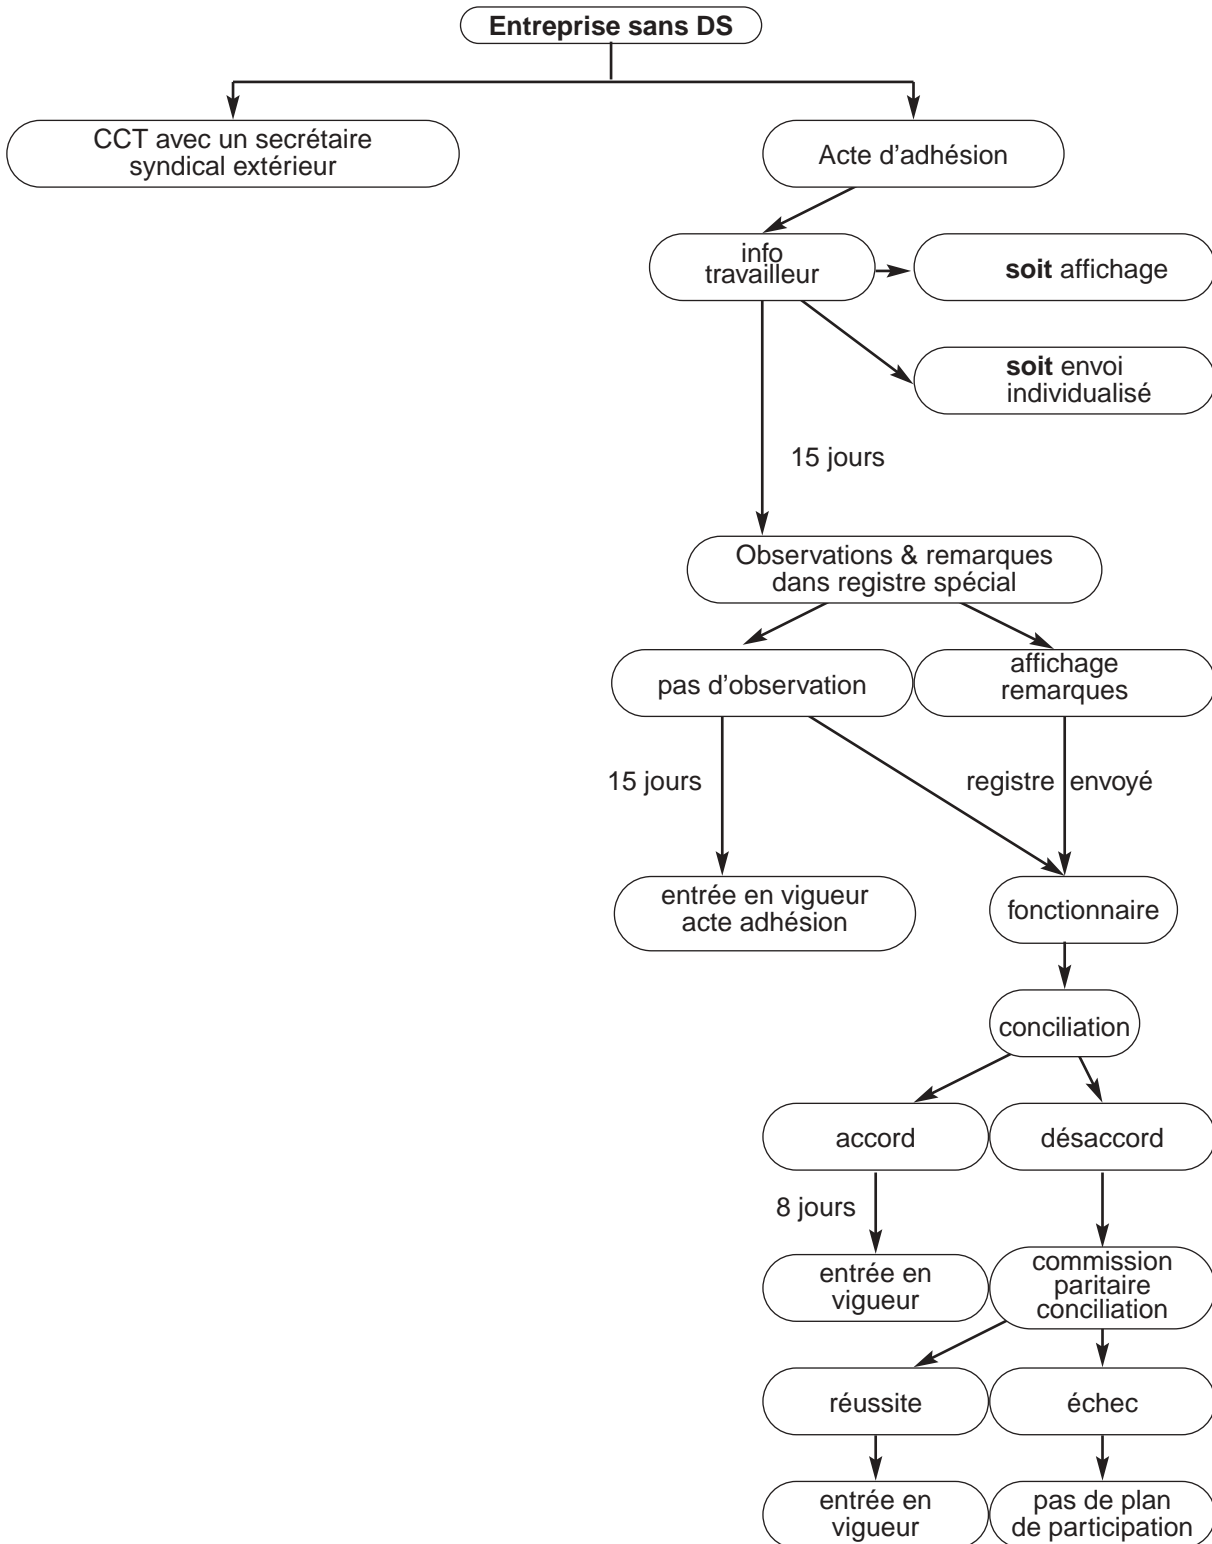 Entreprise sans DS
CCT avec un secrétaire
syndical extérieur
Acte d'adhésion
info
travailleur
soit affichage
soit envoi
individualisé
15 jours
Observations & remarques
dans registre spécial
pas d'observation
affichage
remarques
15 jours
registre envoyé
entrée en vigueur
acte adhésion
fonctionnaire
conciliation
accord
désaccord
8 jours
entrée en
vigueur
commission
paritaire
conciliation
réussite
échec
entrée en
vigueur
pas de plan
de participation